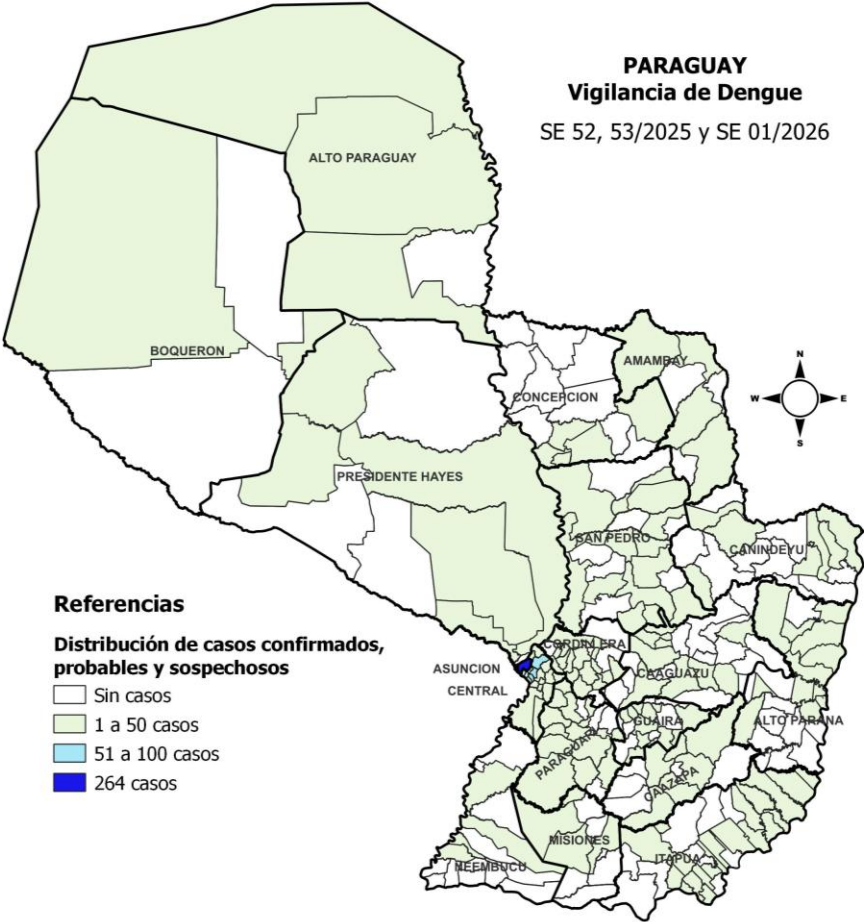 PARAGUAY
Vigilancia de Dengue
SE 52, 53/2025 y SE 01/2026
ALTO PARAGUAY
BOQUERON
AMAMBAY
CONCEPCION
N
W
E
S
PRESIDENTE HAYES
SAN PEDRO
CANINDEYU
Referencias
Distribución de casos confirmados,
probables y sospechosos
Sin casos
1 a 50 casos
51 a 100 casos
264 casos
CORDILLERA
ASUNCION
CENTRAL
CAAGUAZU
GUAIRA
ALTO PARANA
PARAGUARI
CAAZAPA
MISIONES
ITAPUA
ÑEEMBUCU